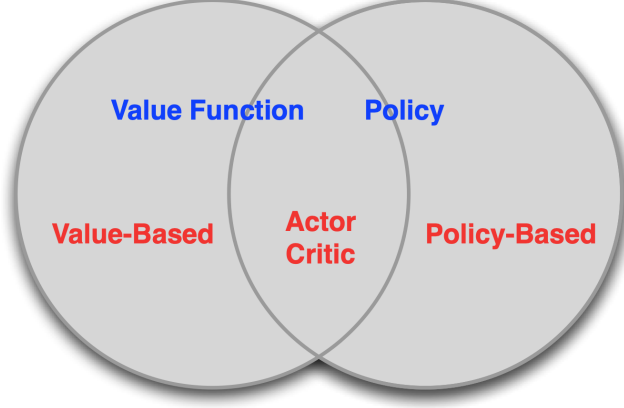 Value Function
Policy
Value-Based
Actor
Critic
Policy-Based